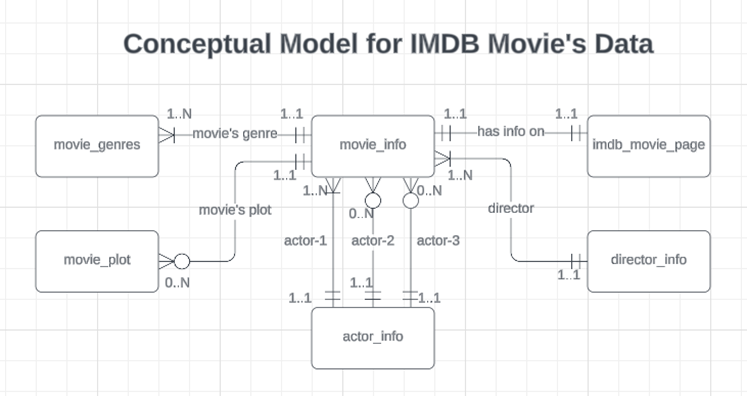 Conceptual Model for IMDB Movie's Data
1..N
1..1
1..1
1..1
movie_genres
movie's genre
movie_info
has info on
imdb_movie_page
1..1
1..N
0..N
1..N
movie's plot
0..N
director
actor-1
actor-2
actor-3
movie_plot
director_info
0..N
1..1
1..1
1..1
1..1
actor_info